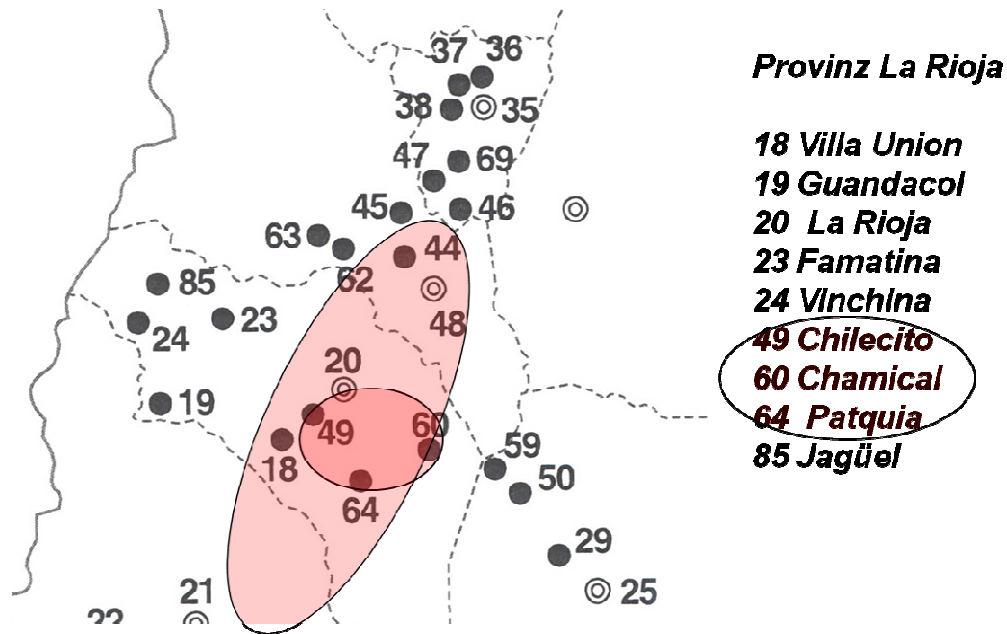 37 36
38 35
47 69
45 46
63 44
62
85
48
24 23
20
19
49 60
18
59
64 50
29
21 25
Provinz La Rioja
18 Villa Union
19 Guandacol
20 La Rioja
23 Famatina
24 Vinchina
49 Chilecito
60 Chamical
64 Patquia
85 Jagüel